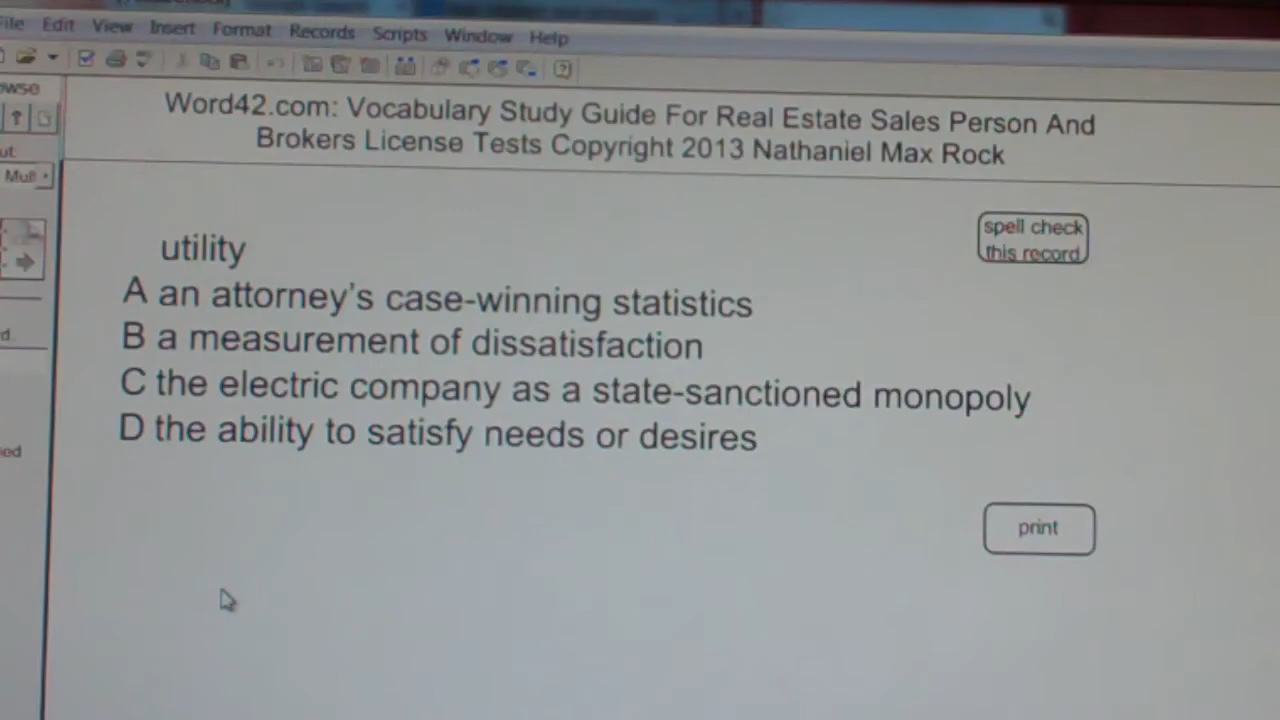 File Edit View Insert Format Records Scripts Window Help
Word42.com: Vocabulary Study Guide For Real Estate Sales Person And
Brokers License Tests Copyright 2013 Nathaniel Max Rock
spell check
this record
utility
A an attorney's case-winning statistics
B a measurement of dissatisfaction
C the electric company as a state-sanctioned monopoly
D the ability to satisfy needs or desires
print